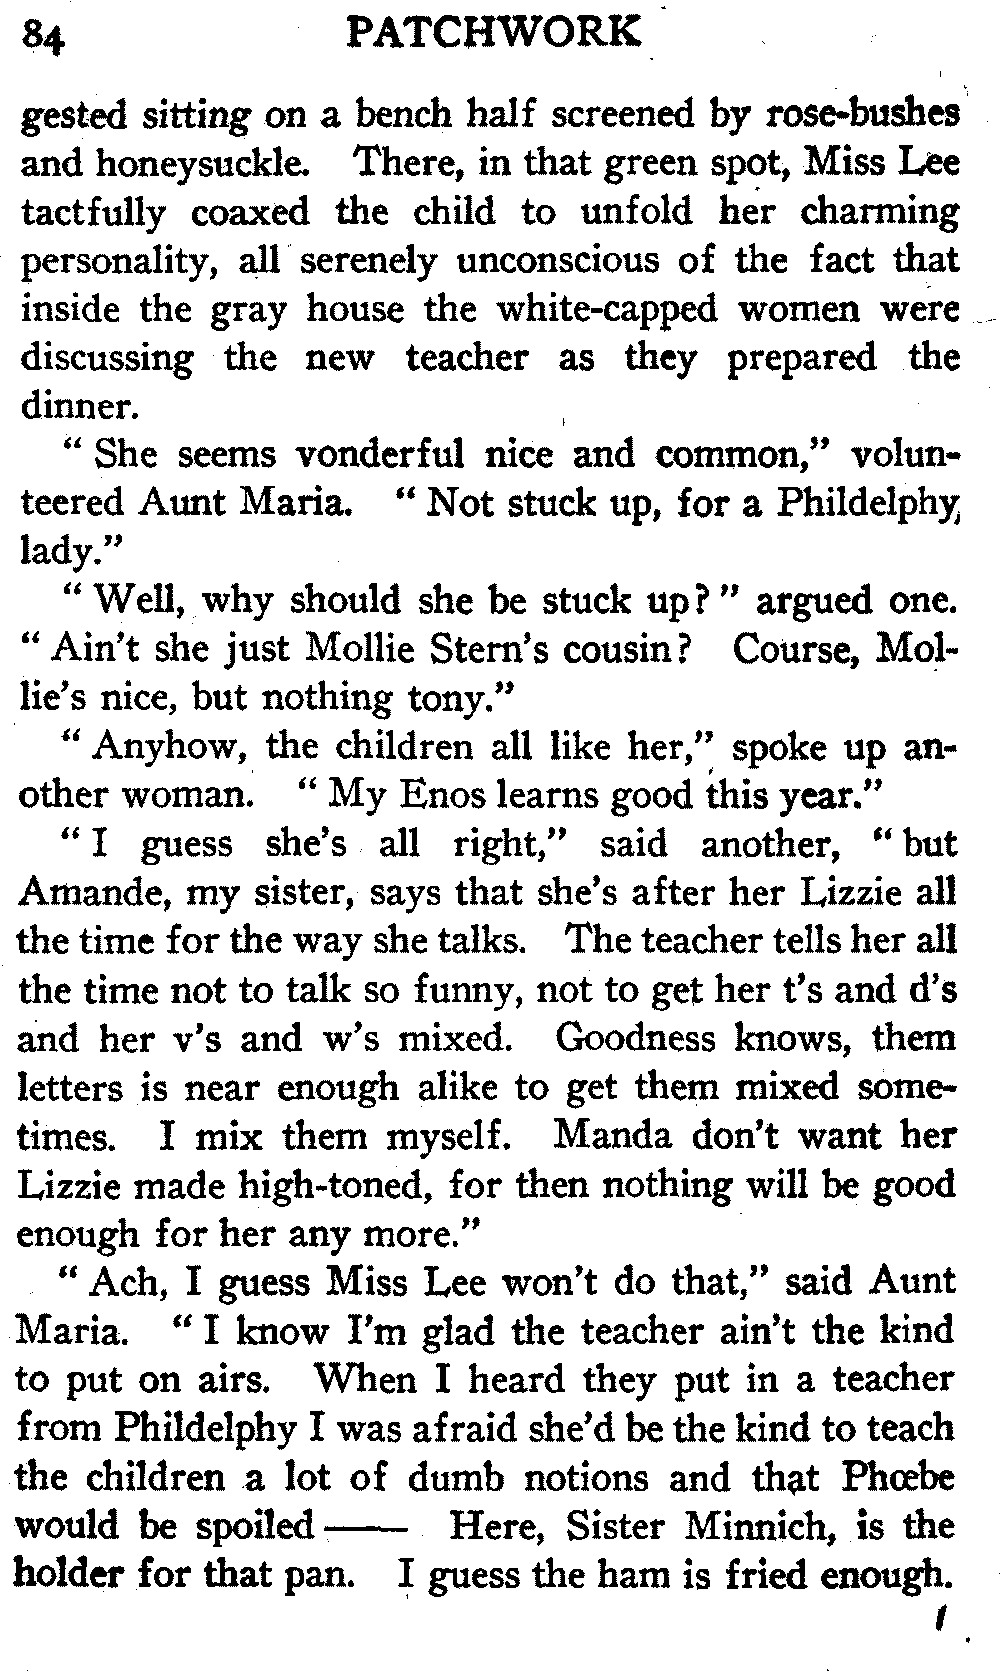 84 PATCHWORK
gested sitting on a bench half screened by rose-bushes
and honeysuckle. There, in that green spot, Miss Lee
tactfully coaxed the child to unfold her charming
personality, all serenely unconscious of the fact that
inside the gray house the white-capped women were
discussing the new teacher as they prepared the
dinner.
“ She seems vonderful nice and common,” volun-
teered Aunt Maria. “ Not stuck up, for a Phildelphy
lady.”
“ Well, why should she be stuck up? ” argued one.
“ Ain’t she just Mollie Stern’s cousin? Course, Mol-
lie’s nice, but nothing tony.”
“ Anyhow, the children all like her,” spoke up an-
other woman. “ My Enos learns good this year.”
“ I guess she’s all right,” said another, “ but
Amande, my sister, says that she’s after her Lizzie all
the time for the way she talks. The teacher tells her all
the time not to talk so funny, not to get her t’s and d’s
and her v’s and w’s mixed. Goodness knows, them
letters is near enough alike to get them mixed some-
times. I mix them myself. Manda don’t want her
Lizzie made high-toned, for then nothing will be good
enough for her any more.”
“ Ach, I guess Miss Lee won’t do that,” said Aunt
Maria. “ I know I’m glad the teacher ain’t the kind
to put on airs. When I heard they put in a teacher
from Phildelphy I was afraid she’d be the kind to teach
the children a lot of dumb notions and that Phœbe
would be spoiled—— Here, Sister Minnich, is the
holder for that pan. I guess the ham is fried enough.